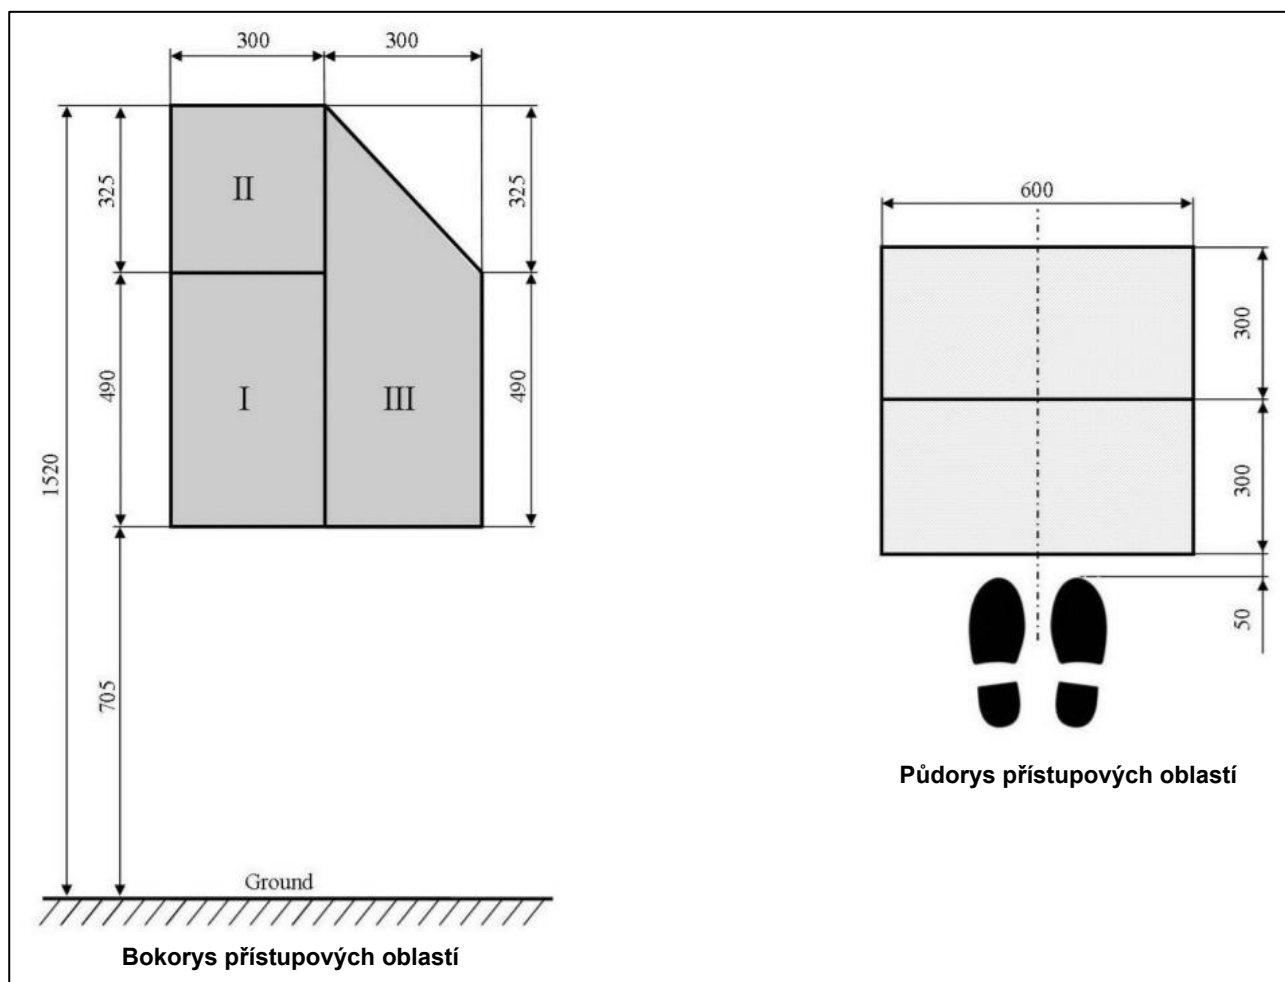 300
300
325
II
325
490
I
III
490
1520
705
Ground
Bokorys přístupových oblastí
600
300
300
50
Půdorys přístupových oblastí